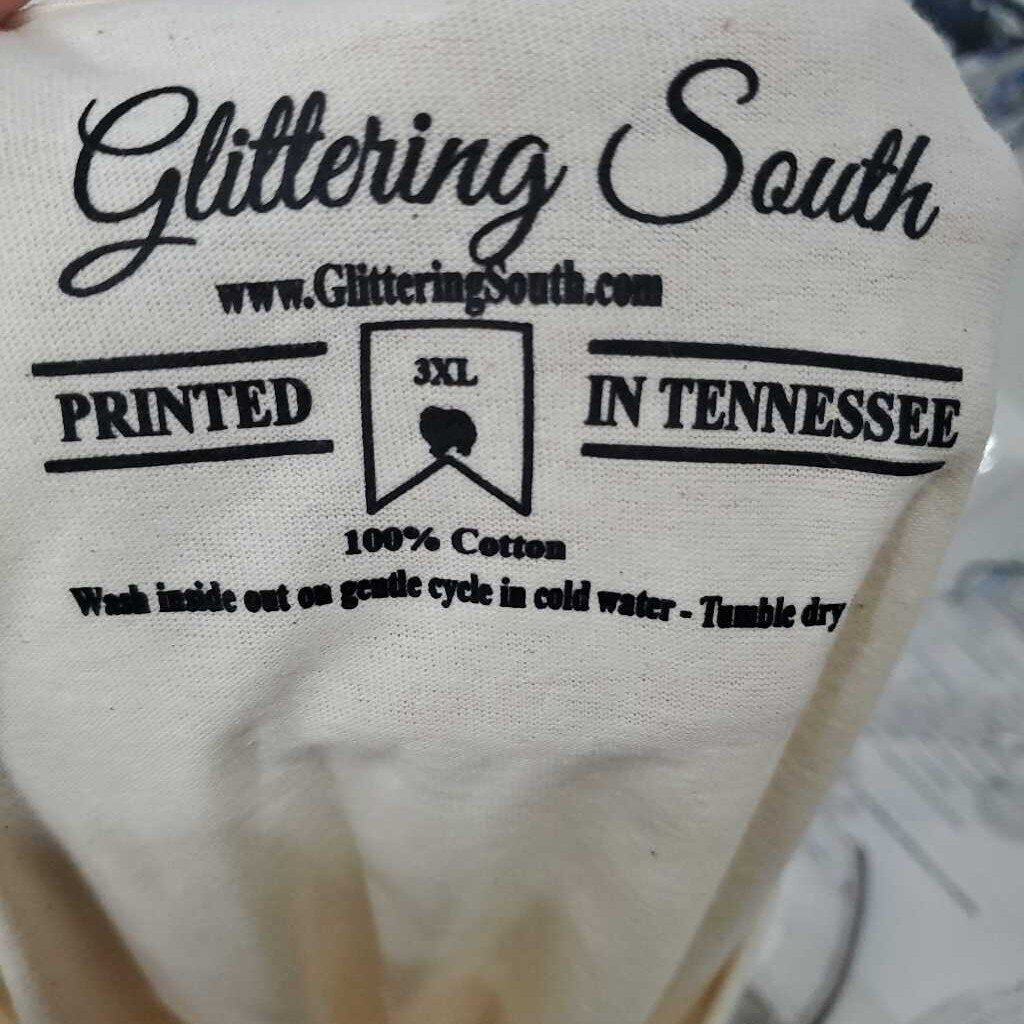 Glittering South
www.GlitteringSouth.com
PRINTED
3XL
IN TENNESSEE
100% Cotton
Wash inside out on gentle cycle in cold water - Tumble dry